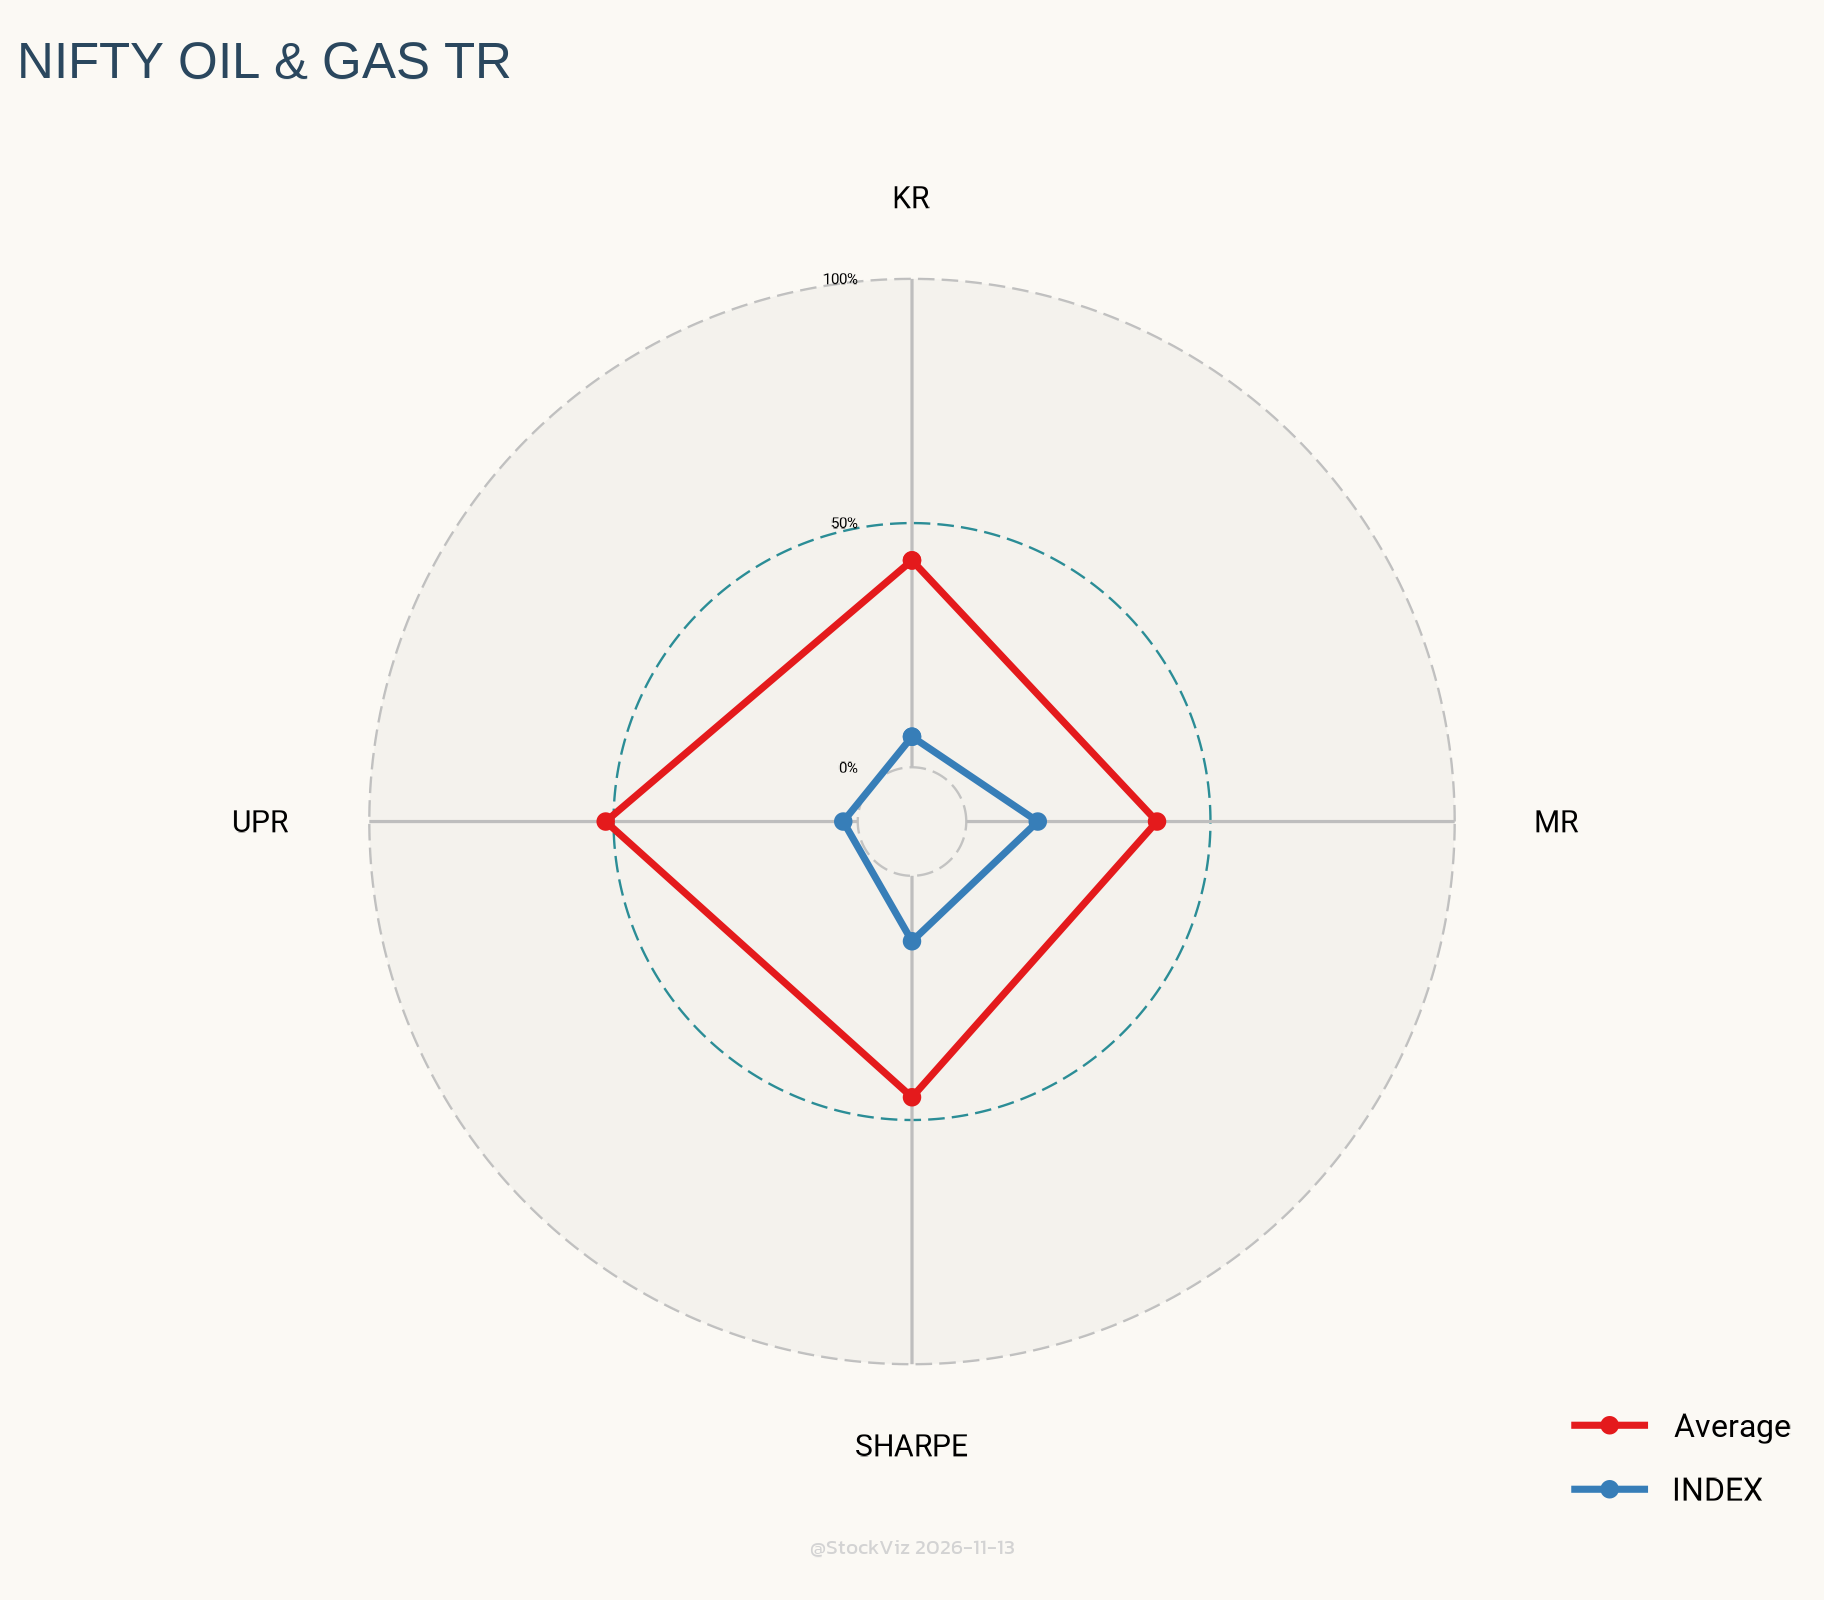 NIFTY OIL & GAS TR
KR
100%
50%
0%
UPR
MR
SHARPE
Average
INDEX
@StockViz 2026-11-13